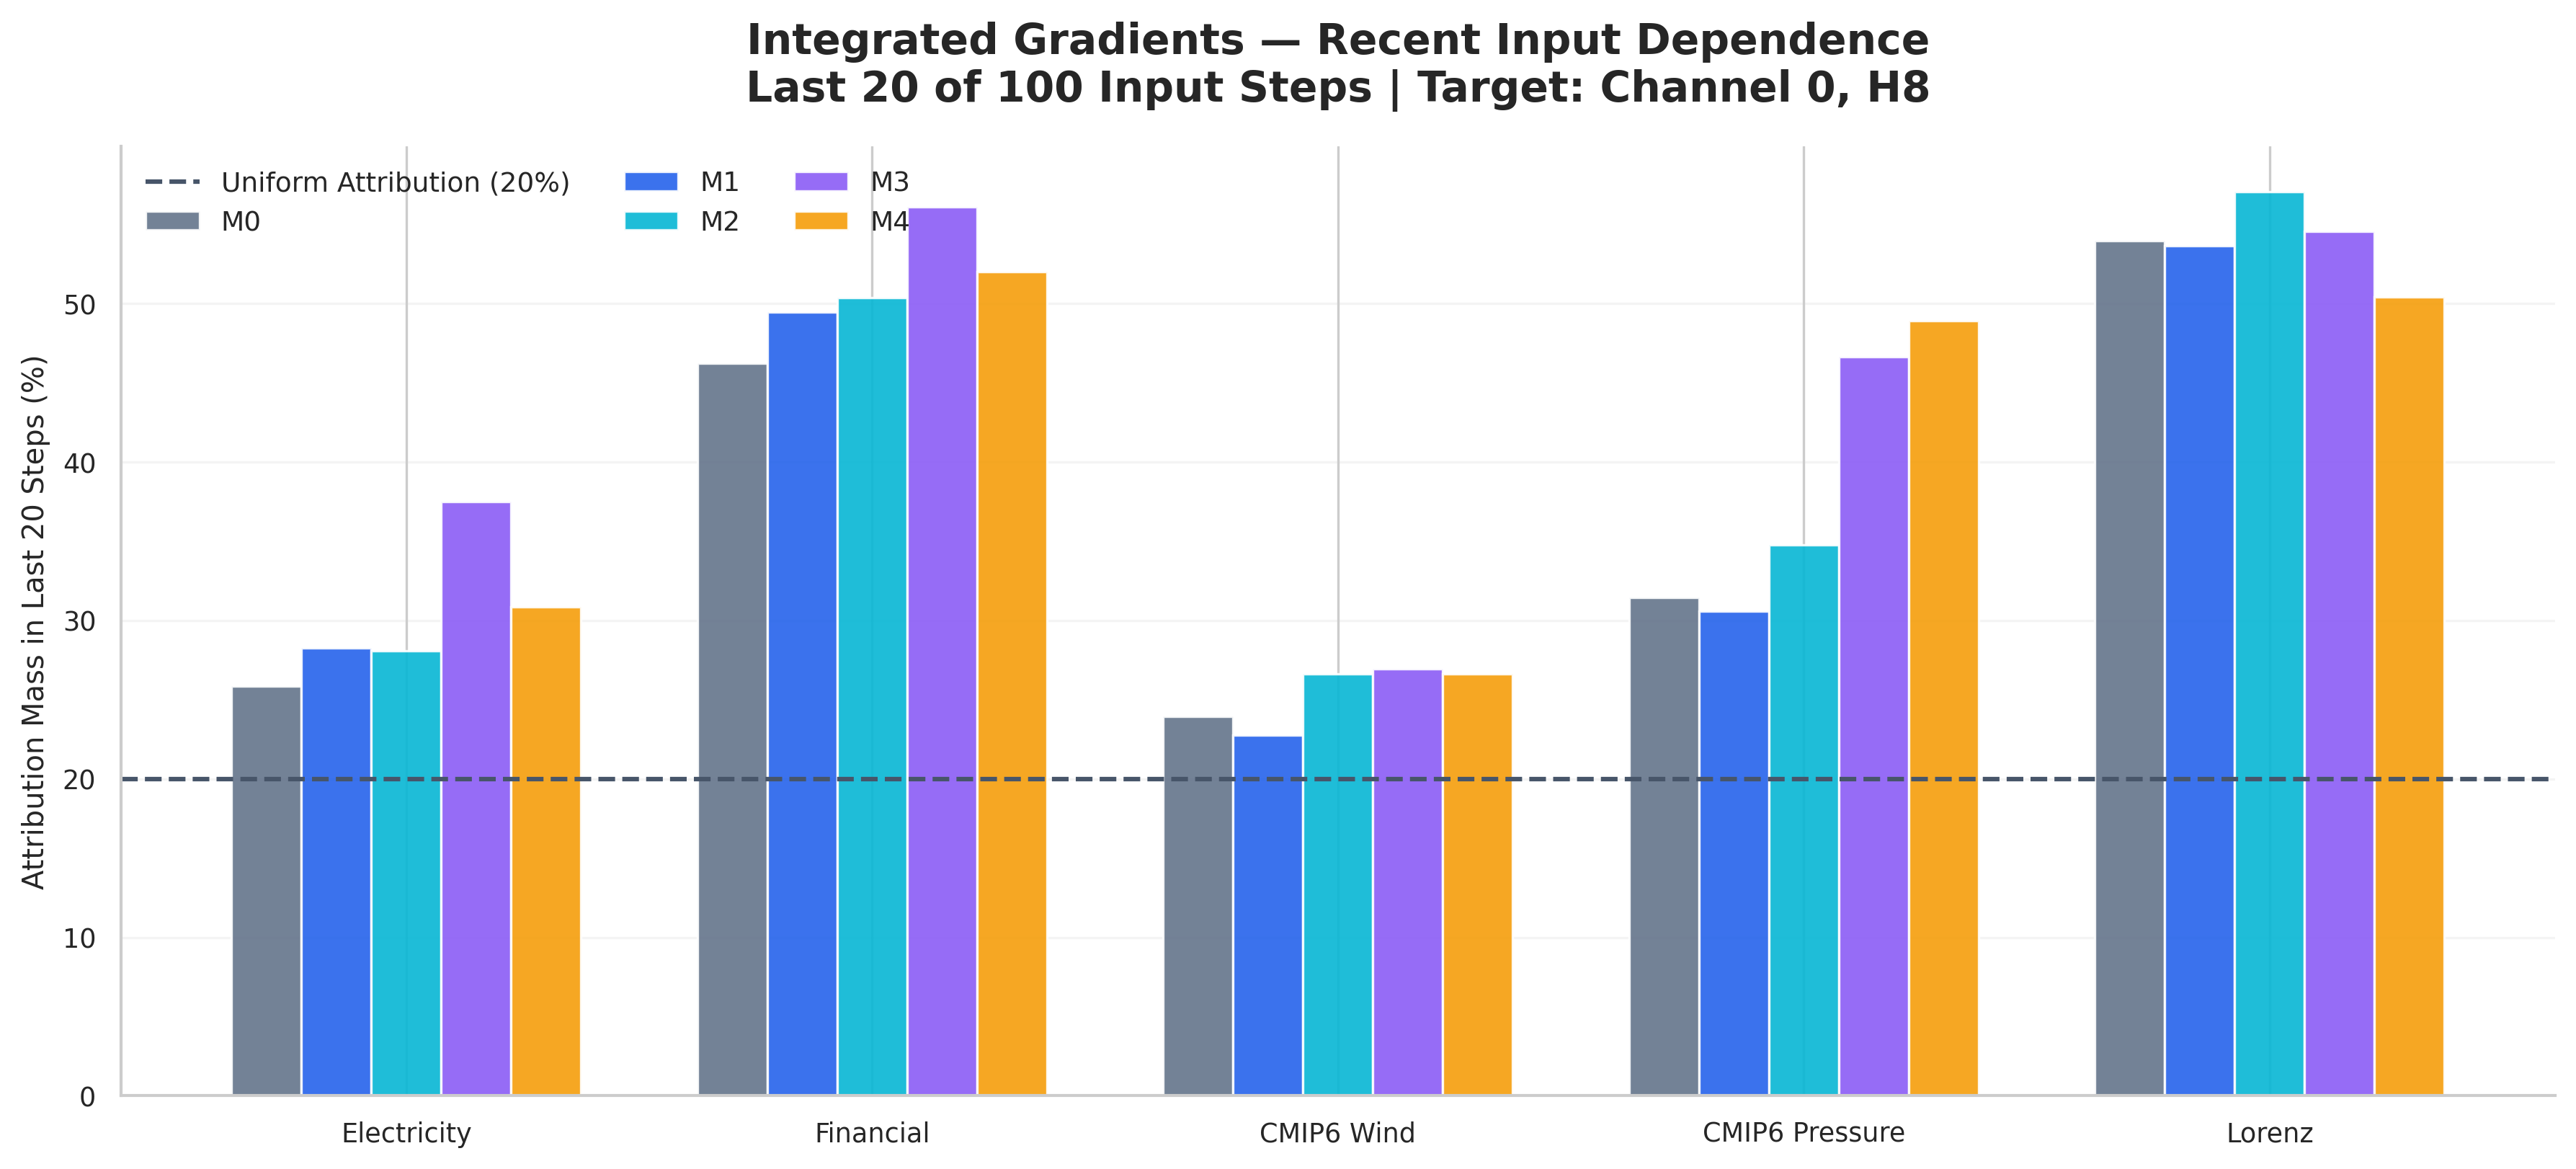 Integrated Gradients — Recent Input Dependence
Last 20 of 100 Input Steps | Target: Channel 0, H8
Uniform Attribution (20%)
M0
M1
M2
M3
M4
Attribution Mass in Last 20 Steps (%)
50
40
30
20
10
0
Electricity
Financial
CMIP6 Wind
CMIP6 Pressure
Lorenz